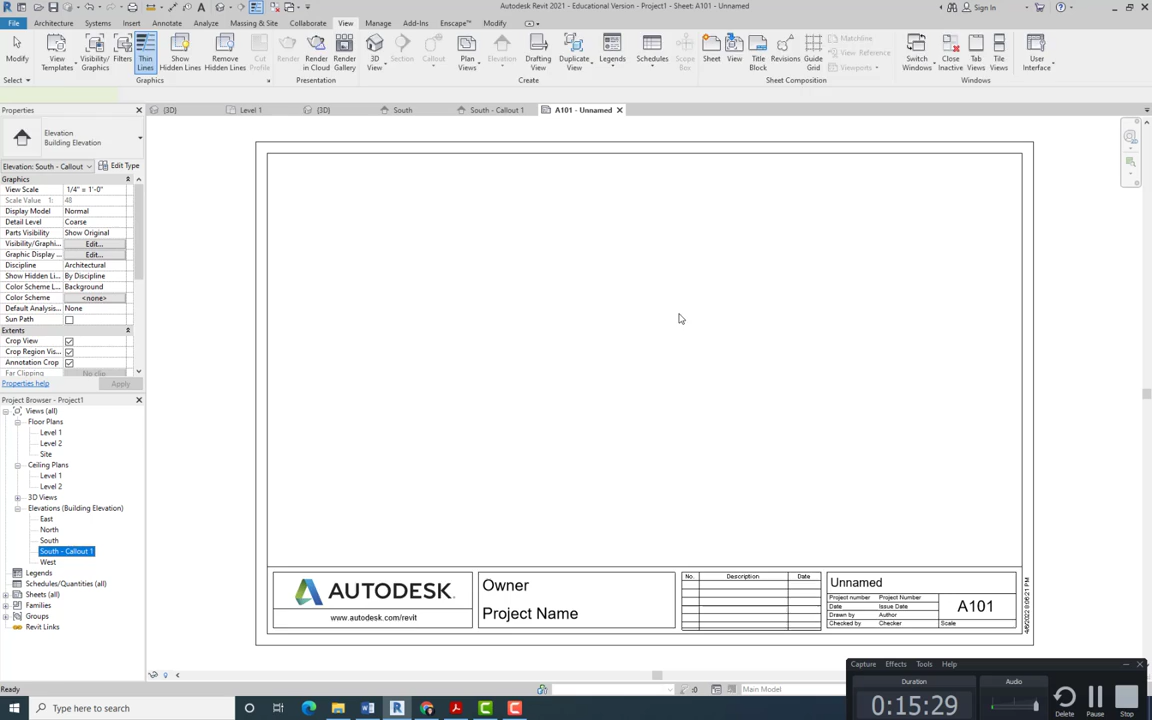 Autodesk Revit 2021 - Educational Version - Project1 - Sheet: A101 - Unnamed
Sign In
File Architecture Systems Insert Annotate Analyze Massing & Site Collaborate View Manage Add-Ins Enscape™ Modify
Modify
View Templates
Visibility/ Graphics
Filters
Thin Lines
Show Hidden Lines
Remove Hidden Lines
Cut Profile
Render
Render in Cloud
Render Gallery
3D View
Section
Callout
Plan Views
Elevation
Drafting View
Duplicate View
Legends
Schedules
Scope Box
Sheet
View
Title Block
Revisions
Guide Grid
Matchline
View Reference
Viewports
Switch Windows
Close Inactive
Tab Views
Tile Views
User Interface
Select Graphics Presentation Create Sheet Composition Windows
Properties
(3D) Level 1 (3D) South South - Callout 1 A101 - Unnamed
Elevation
Building Elevation
Elevation: South - Callout Edit Type
Graphics
View Scale 1/4" = 1'-0"
Scale Value 1: 48
Display Model Normal
Detail Level Coarse
Parts Visibility Show Original
Visibility/Graphi... Edit...
Graphic Display ... Edit...
Discipline Architectural
Show Hidden Li... By Discipline
Color Scheme L... Background
Color Scheme <none>
Default Analysis... None
Sun Path
Extents
Crop View
Crop Region Vis...
Annotation Crop
Far Clipping No clip
Properties help Apply
Project Browser - Project1
Views (all)
Floor Plans
Level 1
Level 2
Site
Ceiling Plans
Level 1
Level 2
3D Views
Elevations (Building Elevation)
East
North
South
South - Callout 1
West
Legends
Schedules/Quantities (all)
Sheets (all)
Families
Groups
Revit Links
AUTODESK.
www.autodesk.com/revit
Owner
Project Name
No. Description Date
Unnamed
Project number Project Number
Date Issue Date
Drawn by Author
Checked by Checker
A101
Scale
4/6/2022 8:06:21 PM
Ready
:0
Main Model
Capture Effects Tools Help
Duration
0:15:29
Audio
Delete
Pause
Stop
Type here to search